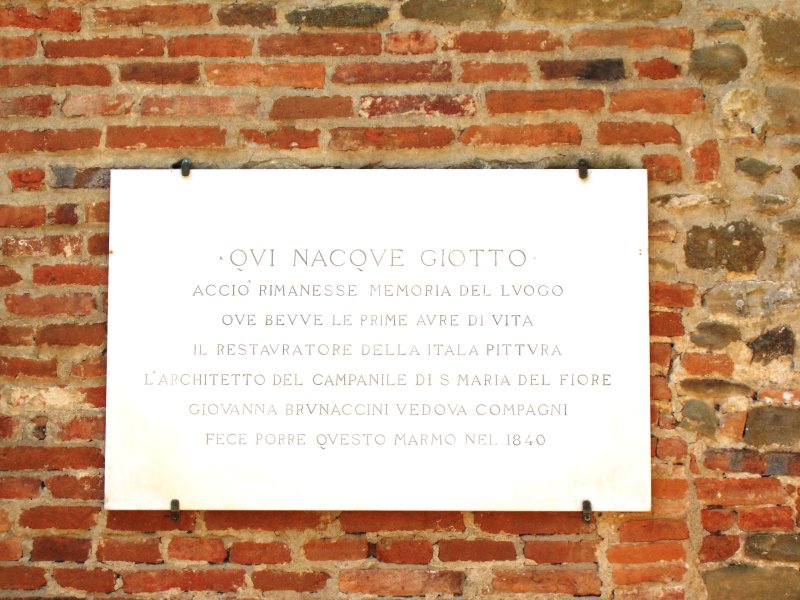 ·QVI NACQVE GIOTTO·
ACCIO' RIMANESSE MEMORIA DEL LVOGO
OVE BEVVE LE PRIME AVRE DI VITA
IL RESTAVRATORE DELLA ITALA PITTVRA
L'ARCHITETTO DEL CAMPANILE DI S MARIA DEL FIORE
GIOVANNA BRVNACCINI VEDOVA COMPAGNI
FECE PORRE QVESTO MARMO NEL 1840